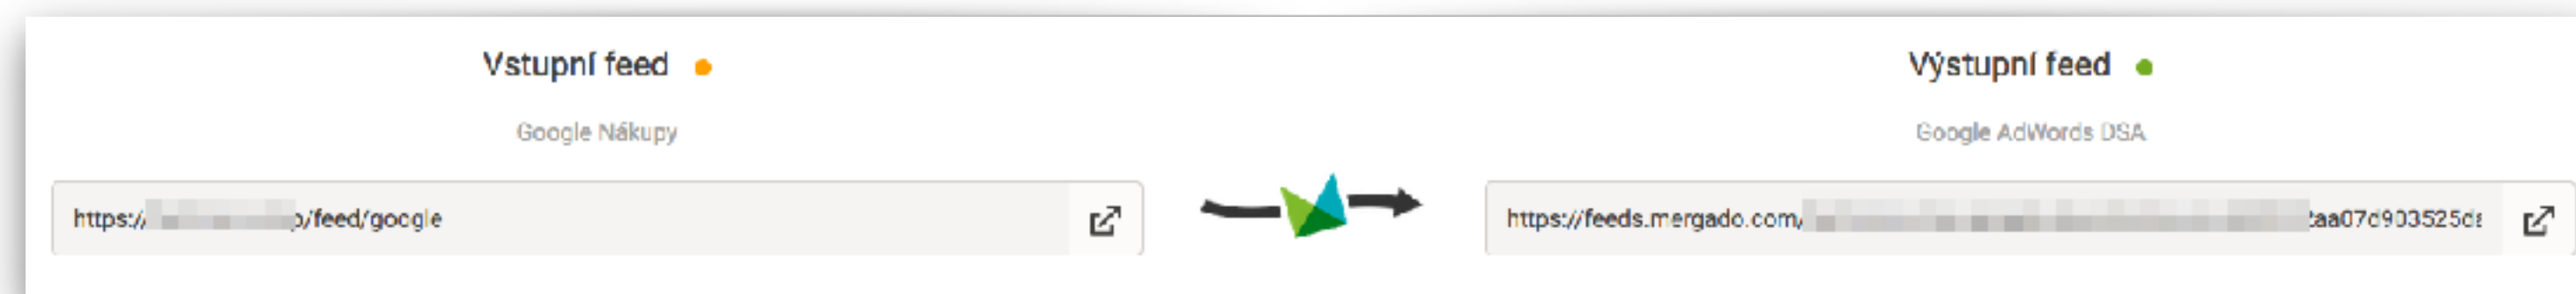 Vstupní feed
Google Nákupy
https://
/feed/google
Výstupní feed
Google AdWords DSA
https://feeds.mergado.com/
aa07d903525d